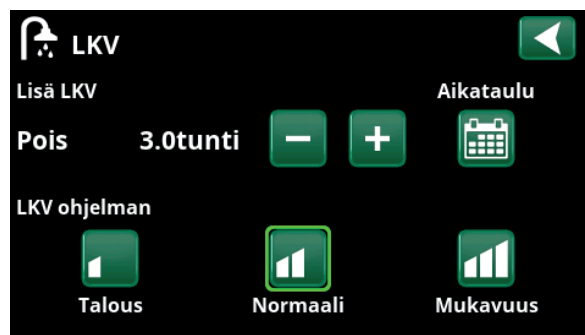 LKV
Lisä LKV Aikataulu
Pois 3.0tunti
LKV ohjelman
Talous Normaali Mukavuus